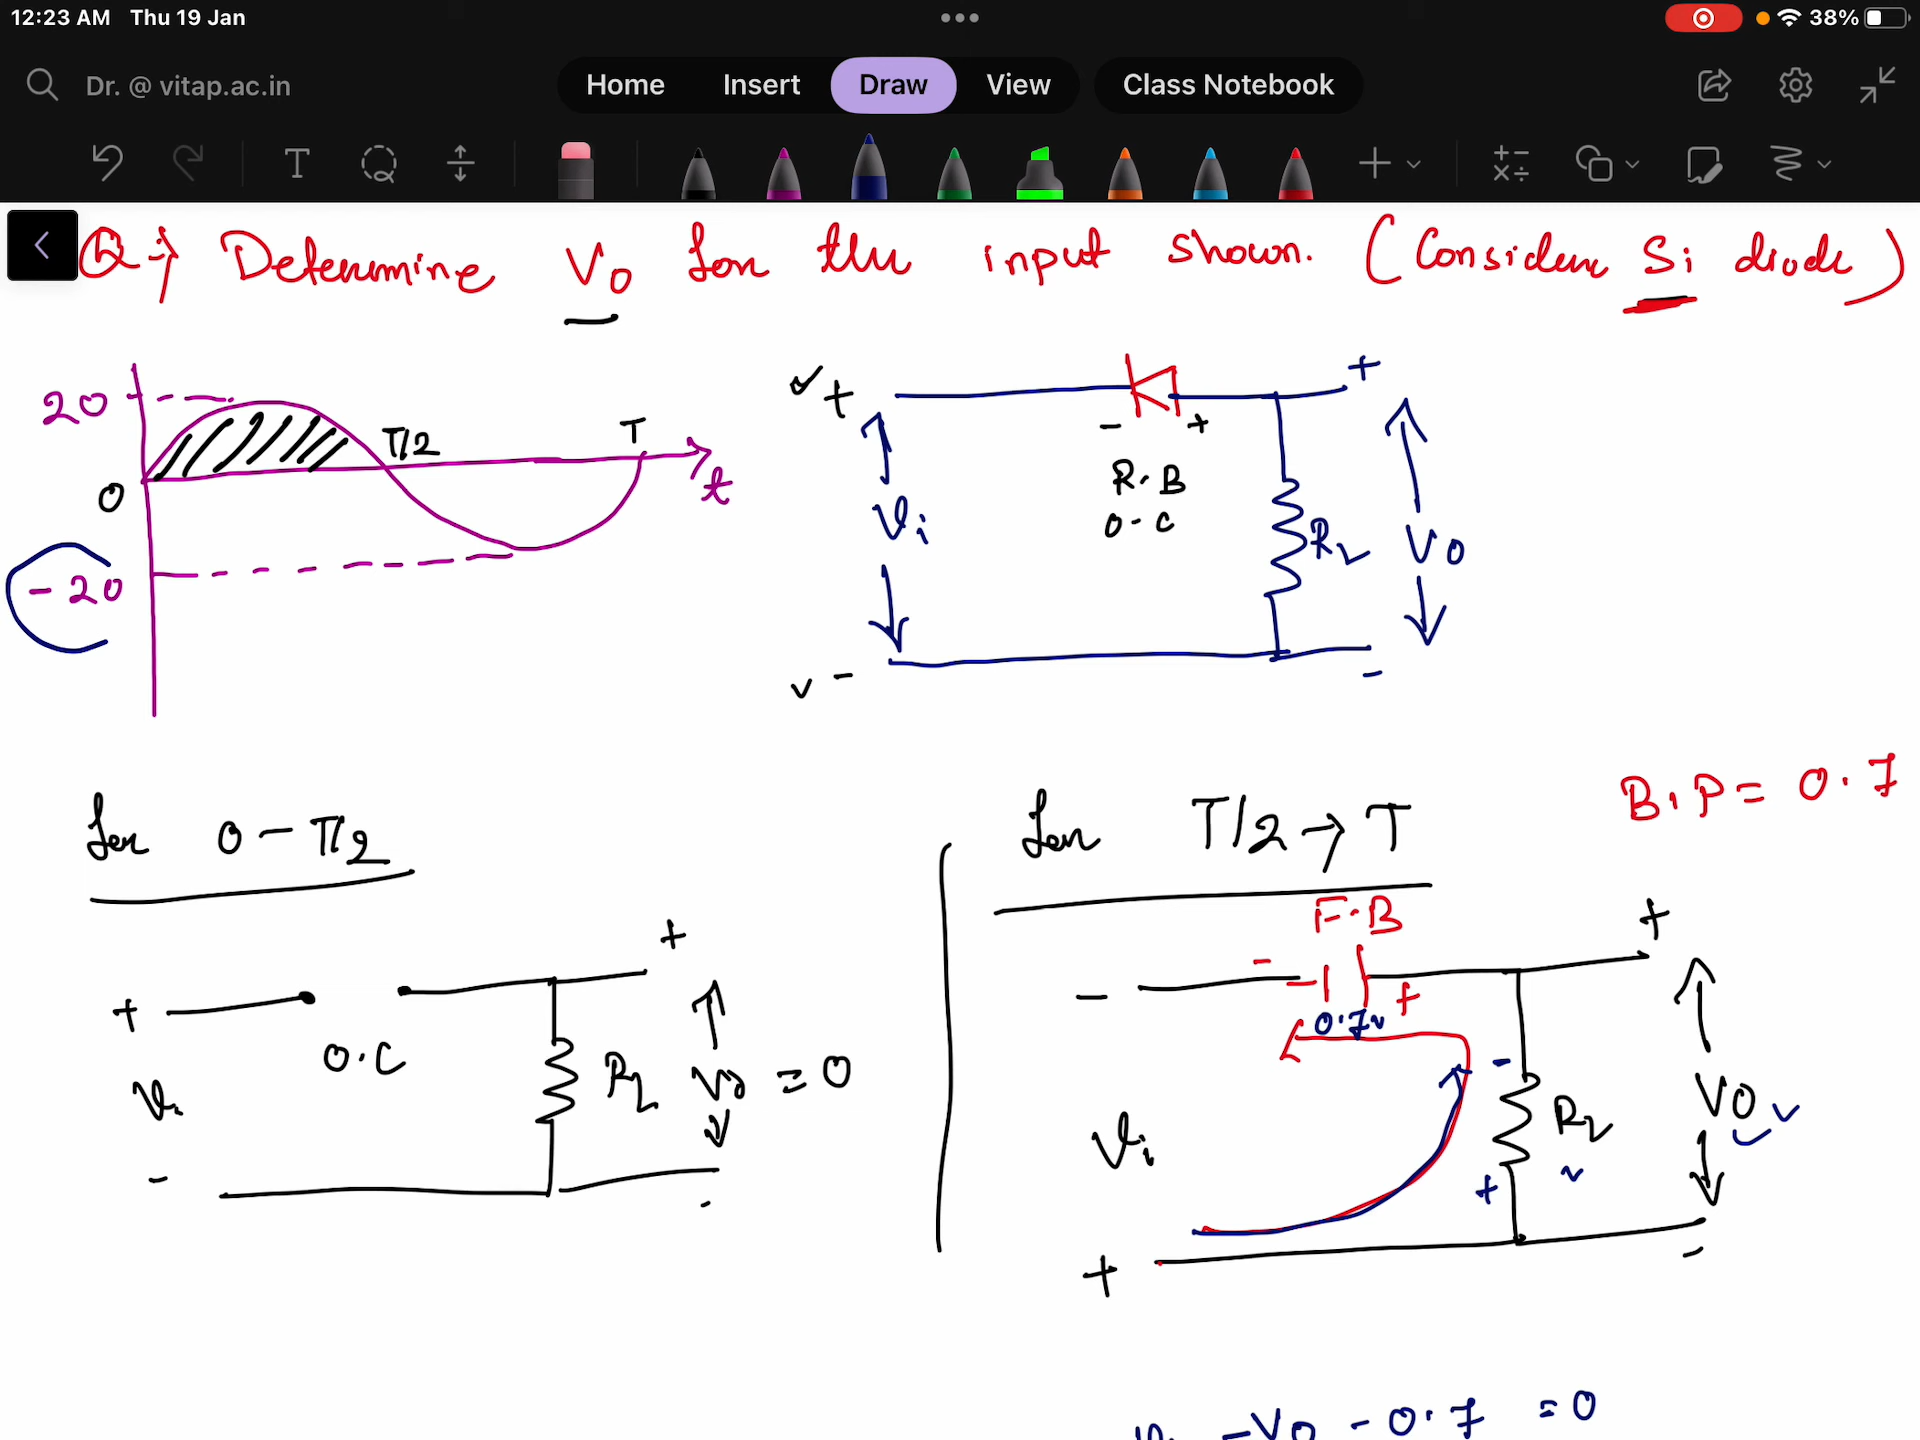 12:23 AM Thu 19 Jan
38%
Dr. @ vitap.ac.in
Home Insert Draw View Class Notebook
T
Q → Determine Vo for the input shown. (Consider Si diode)
20
T/2
T
0
t
-20
+
- +
R.B
O-C
+
Vi
RL
Vo
-
-
for 0 - T/2
for T/2 → T
B.P = 0.7
+
O.C
+
Vi
RL
Vo = 0
-
-
F.B
- - - +
0.7v
+
Vi
-
RL
+
Vo
+
-
-Vo - 0.7 = 0